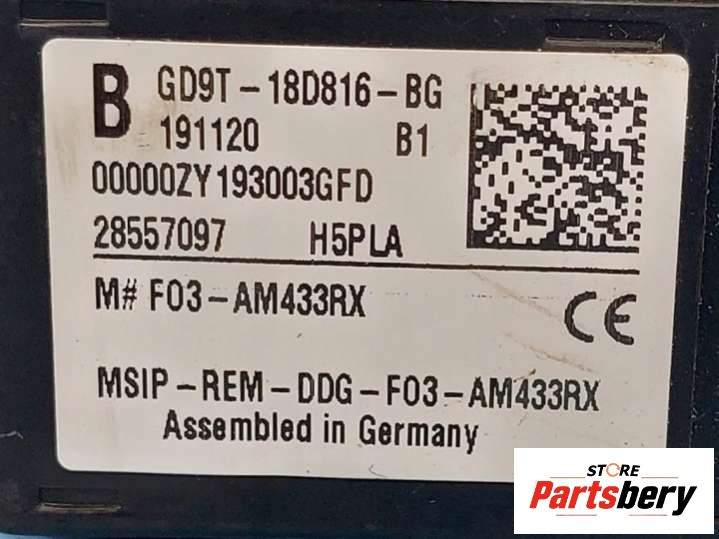 B GD9T-18D816-BG
191120 B1
00000ZY193003GFD
28557097 H5PLA
M# F03-AM433RX
CE
MSIP-REM-DDG-F03-AM433RX
Assembled in Germany
STORE
Partsbery